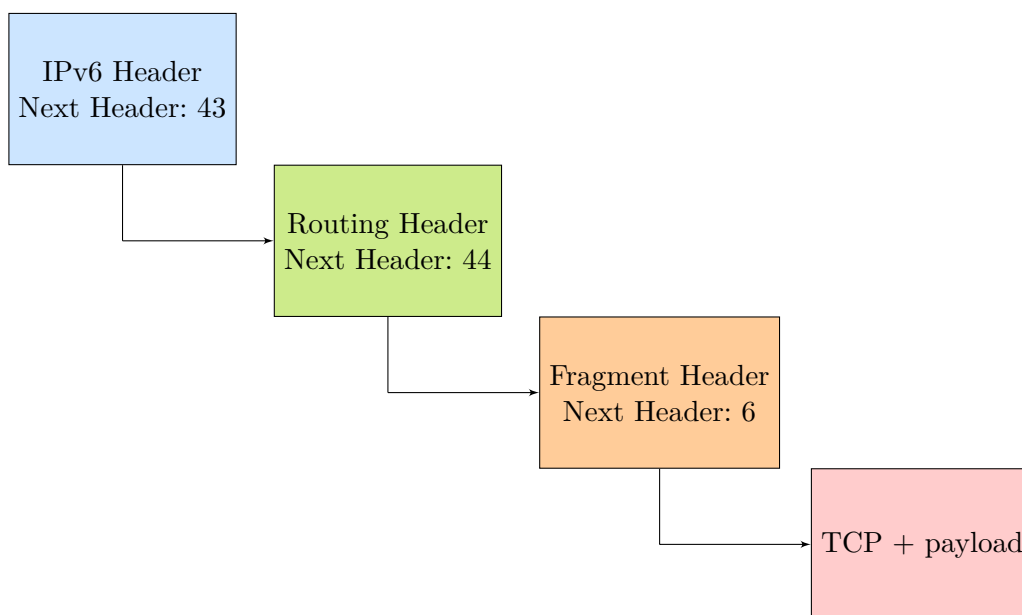 IPv6 Header
Next Header: 43
Routing Header
Next Header: 44
Fragment Header
Next Header: 6
TCP + payload